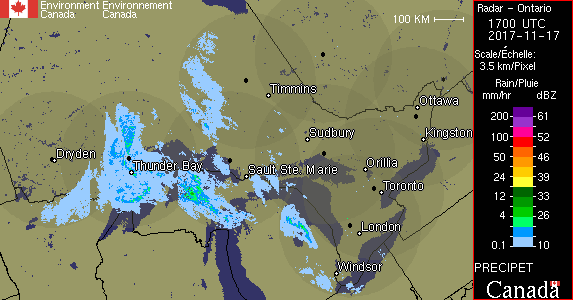 Environment Environnement
Canada Canada
100 KM
Timmins
Ottawa
Sudbury
Kingston
Dryden
Thunder Bay
Sault Ste. Marie
Orillia
Toronto
London
Windsor
Radar - Ontario
1700 UTC
2017-11-17
Scale/Échelle:
3.5 km/Pixel
Rain/Pluie
mm/hr dBZ
200 61
100 52
50 46
24 39
12 33
4 26
0.1 10
PRECIPET
Canada